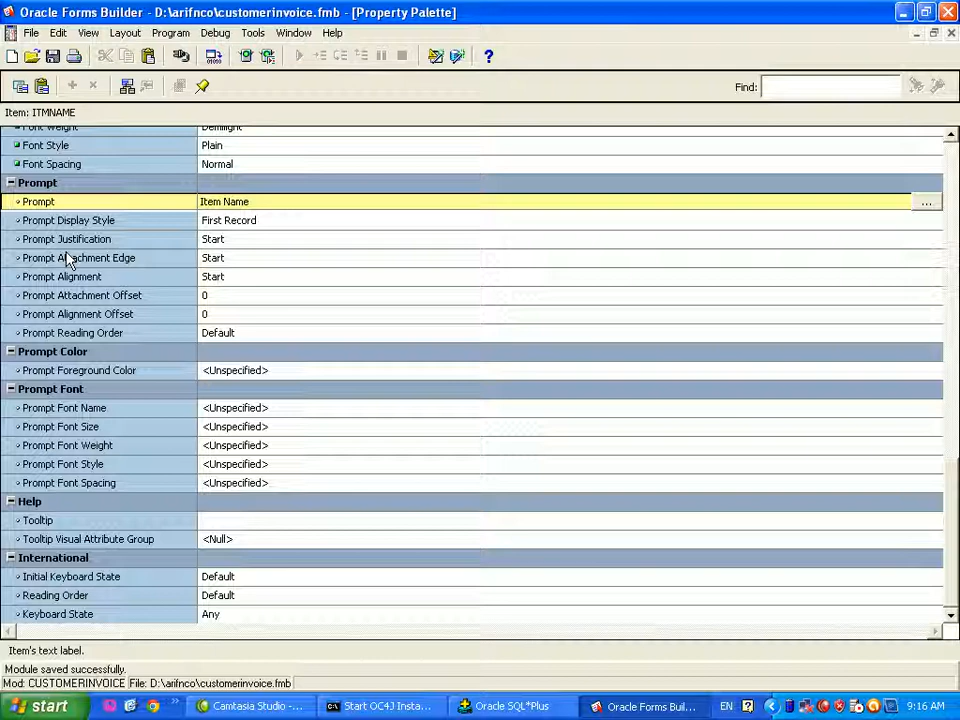 Oracle Forms Builder - D:\arifnco\customerinvoice.fmb - [Property Palette]
File Edit View Layout Program Debug Tools Window Help
Find:
Item: ITMNAME
Font Weight Demilight
Font Style Plain
Font Spacing Normal
Prompt
Prompt Item Name ...
Prompt Display Style First Record
Prompt Justification Start
Prompt Attachment Edge Start
Prompt Alignment Start
Prompt Attachment Offset 0
Prompt Alignment Offset 0
Prompt Reading Order Default
Prompt Color
Prompt Foreground Color <Unspecified>
Prompt Font
Prompt Font Name <Unspecified>
Prompt Font Size <Unspecified>
Prompt Font Weight <Unspecified>
Prompt Font Style <Unspecified>
Prompt Font Spacing <Unspecified>
Help
Tooltip
Tooltip Visual Attribute Group <Null>
International
Initial Keyboard State Default
Reading Order Default
Keyboard State Any
Item's text label.
Module saved successfully.
Mod: CUSTOMERINVOICE File: D:\arifnco\customerinvoice.fmb
start Camtasia Studio - ... Start OC4J Insta... Oracle SQL*Plus Oracle Forms Buil... EN 9:16 AM